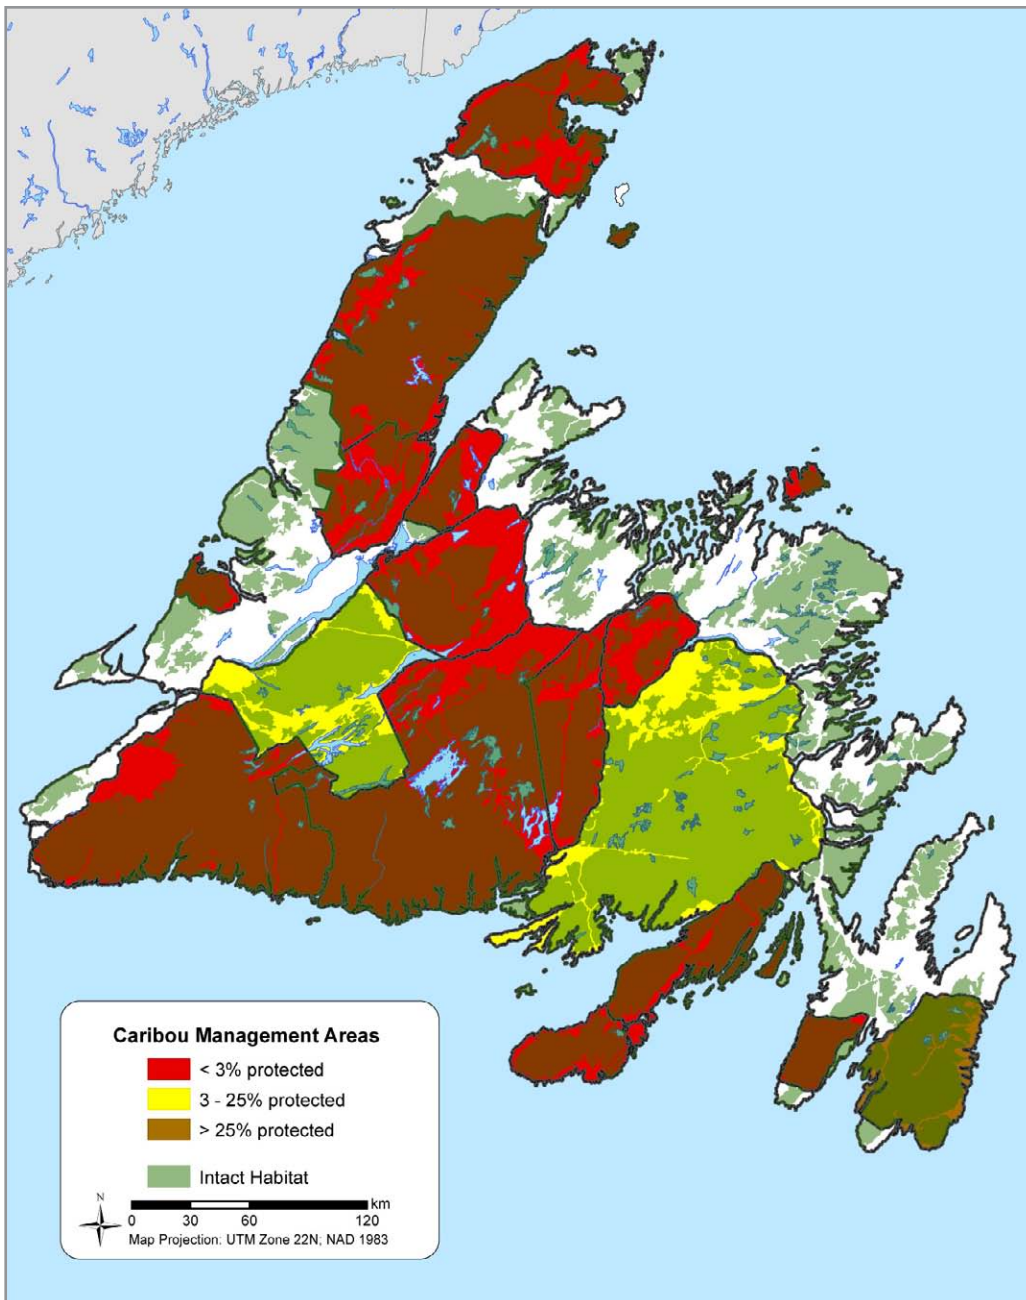 Caribou Management Areas
< 3% protected
3 - 25% protected
> 25% protected
Intact Habitat
N
km
0 30 60 120
Map Projection: UTM Zone 22N; NAD 1983